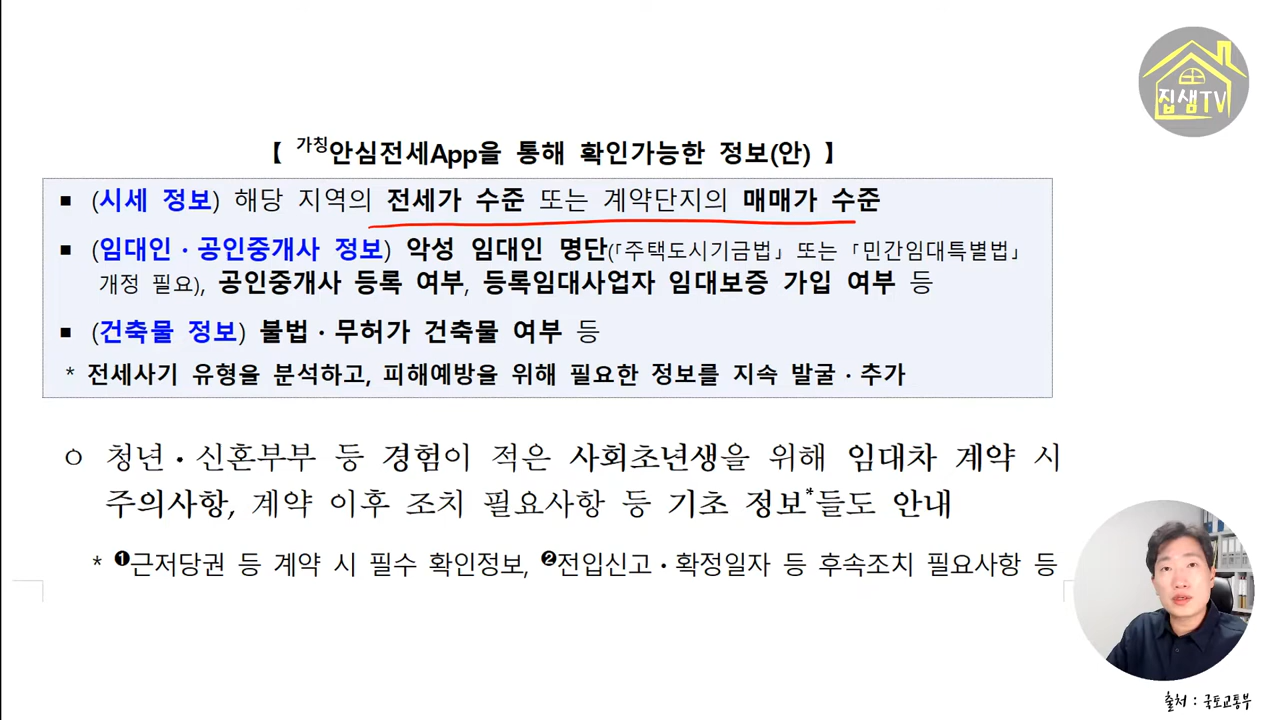 집샘TV
【 가칭안심전세App을 통해 확인가능한 정보(안) 】
▪ (시세 정보) 해당 지역의 전세가 수준 또는 계약단지의 매매가 수준
▪ (임대인·공인중개사 정보) 악성 임대인 명단(「주택도시기금법」 또는 「민간임대특별법」
개정 필요), 공인중개사 등록 여부, 등록임대사업자 임대보증 가입 여부 등
▪ (건축물 정보) 불법·무허가 건축물 여부 등
* 전세사기 유형을 분석하고, 피해예방을 위해 필요한 정보를 지속 발굴·추가
ㅇ 청년·신혼부부 등 경험이 적은 사회초년생을 위해 임대차 계약 시
주의사항, 계약 이후 조치 필요사항 등 기초 정보*들도 안내
* ❶근저당권 등 계약 시 필수 확인정보, ❷전입신고·확정일자 등 후속조치 필요사항 등
출처 : 국토교통부